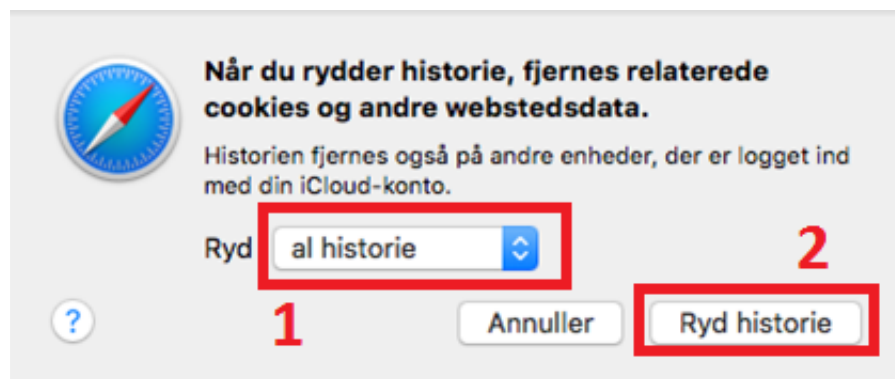 Når du rydder historie, fjernes relaterede
cookies og andre webstedsdata.
Historien fjernes også på andre enheder, der er logget ind
med din iCloud-konto.
Ryd al historie
2
? 1 Annuller Ryd historie